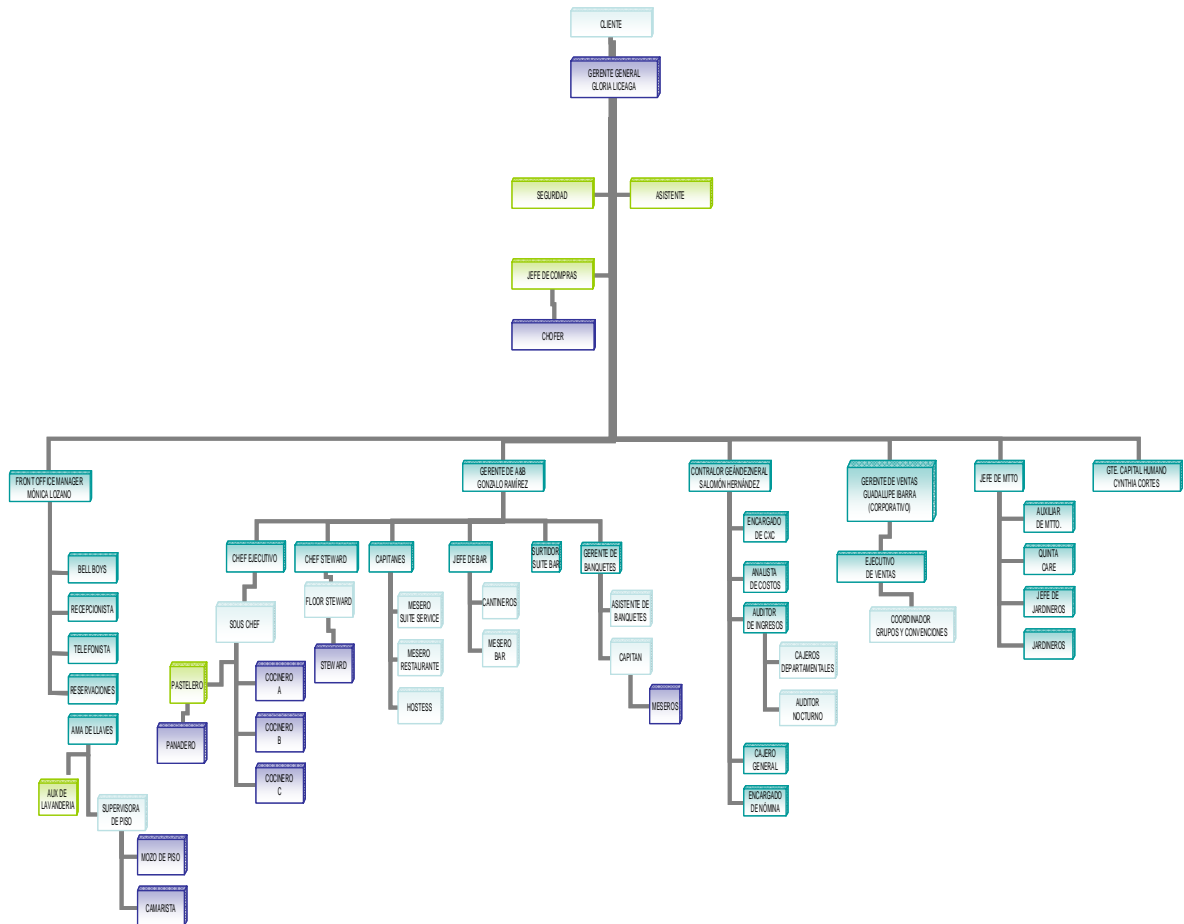 CLIENTE
GERENTE GENERAL
GLORIA LICEAGA
SEGURIDAD
ASISTENTE
JEFE DE COMPRAS
CHOFER
FRONT OFFICE MANAGER
MÓNICA LOZANO
GERENTE DE A&B
GONZALO RAMÍREZ
CONTRALOR GEÁNDEZNERAL
SALOMÓN HERNÁNDEZ
GERENTE DE VENTAS
GUADALUPE IBARRA
(CORPORATIVO)
JEFE DE MTTO
GTE. CAPITAL HUMANO
CYNTHIA CORTES
BELL BOYS
RECEPCIONISTA
TELEFONISTA
RESERVACIONES
AMA DE LLAVES
AUX DE
LAVANDERIA
SUPERVISORA
DE PISO
MOZO DE PISO
CAMARISTA
CHEF EJECUTIVO
SOUS CHEF
PASTELERO
PANADERO
COCINERO
A
COCINERO
B
COCINERO
C
CHEF STEWARD
FLOOR STEWARD
STEWARD
CAPITANES
MESERO
SUITE SERVICE
MESERO
RESTAURANTE
HOSTESS
JEFE DE BAR
CANTINEROS
MESERO
BAR
SURTIDOR
SUITE BAR
GERENTE DE
BANQUETES
ASISTENTE DE
BANQUETES
CAPITAN
MESEROS
ENCARGADO
DE CXC
ANALISTA
DE COSTOS
AUDITOR
DE INGRESOS
CAJEROS
DEPARTAMENTALES
AUDITOR
NOCTURNO
CAJERO
GENERAL
ENCARGADO
DE NÓMINA
EJECUTIVO
DE VENTAS
COORDINADOR
GRUPOS Y CONVENCIONES
AUXILIAR
DE MTTO.
QUINTA
CARE
JEFE DE
JARDINEROS
JARDINEROS